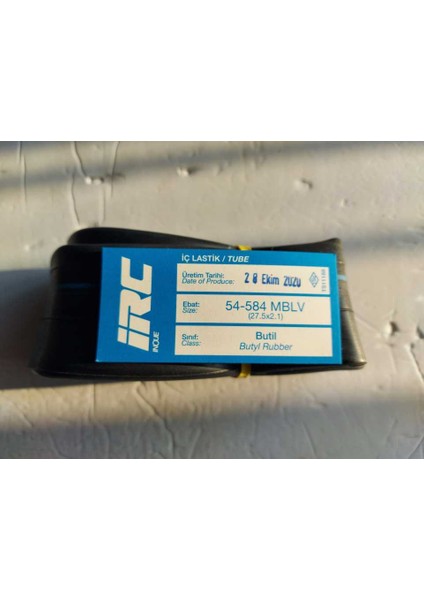 iRC
INOUE
İÇ LASTİK / TUBE
Üretim Tarihi:
Date of Produce:
28 Ekim 2020
Ebat:
Size:
54-584 MBLV
(27.5x2.1)
Sınıf:
Class:
Butil
Butyl Rubber